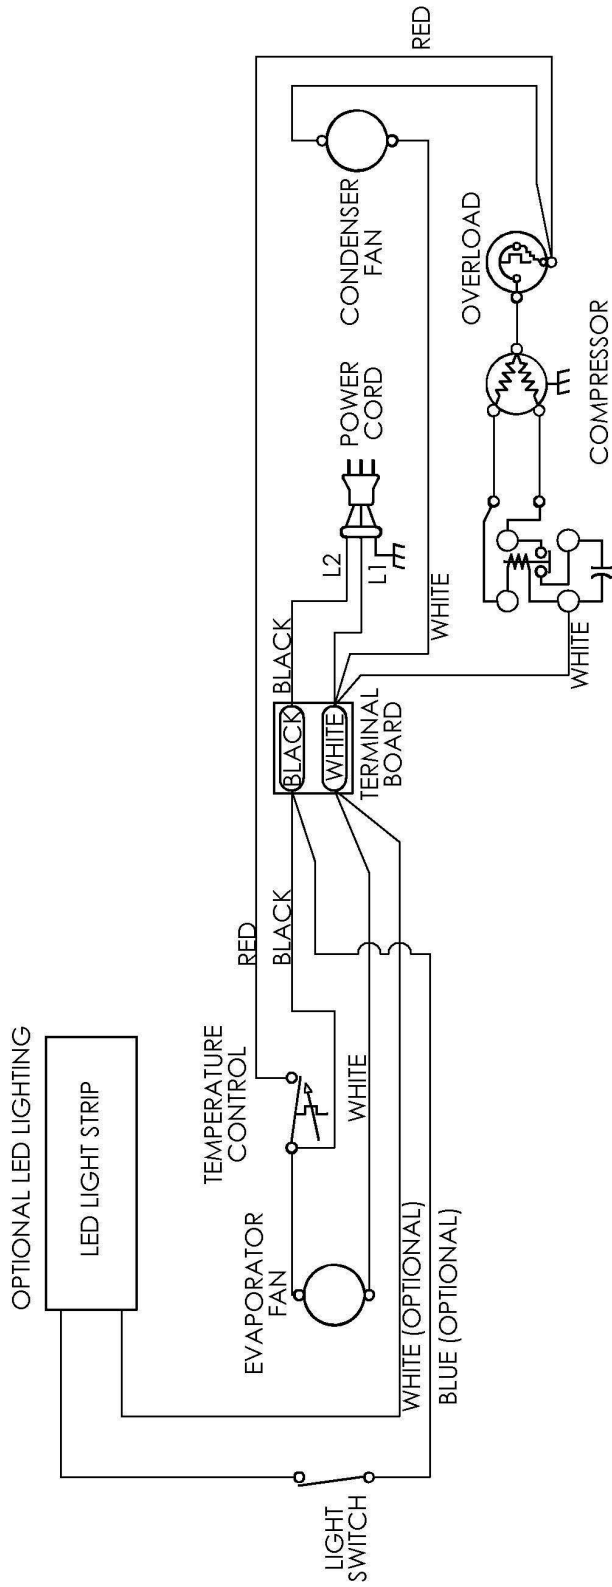 OPTIONAL LED LIGHTING
LED LIGHT STRIP
LIGHT
SWITCH
EVAPORATOR
FAN
TEMPERATURE
CONTROL
WHITE
WHITE (OPTIONAL)
BLUE (OPTIONAL)
RED
BLACK
BLACK
WHITE
TERMINAL
BOARD
BLACK
L2
L1
POWER
CORD
WHITE
WHITE
CONDENSER
FAN
OVERLOAD
COMPRESSOR
RED